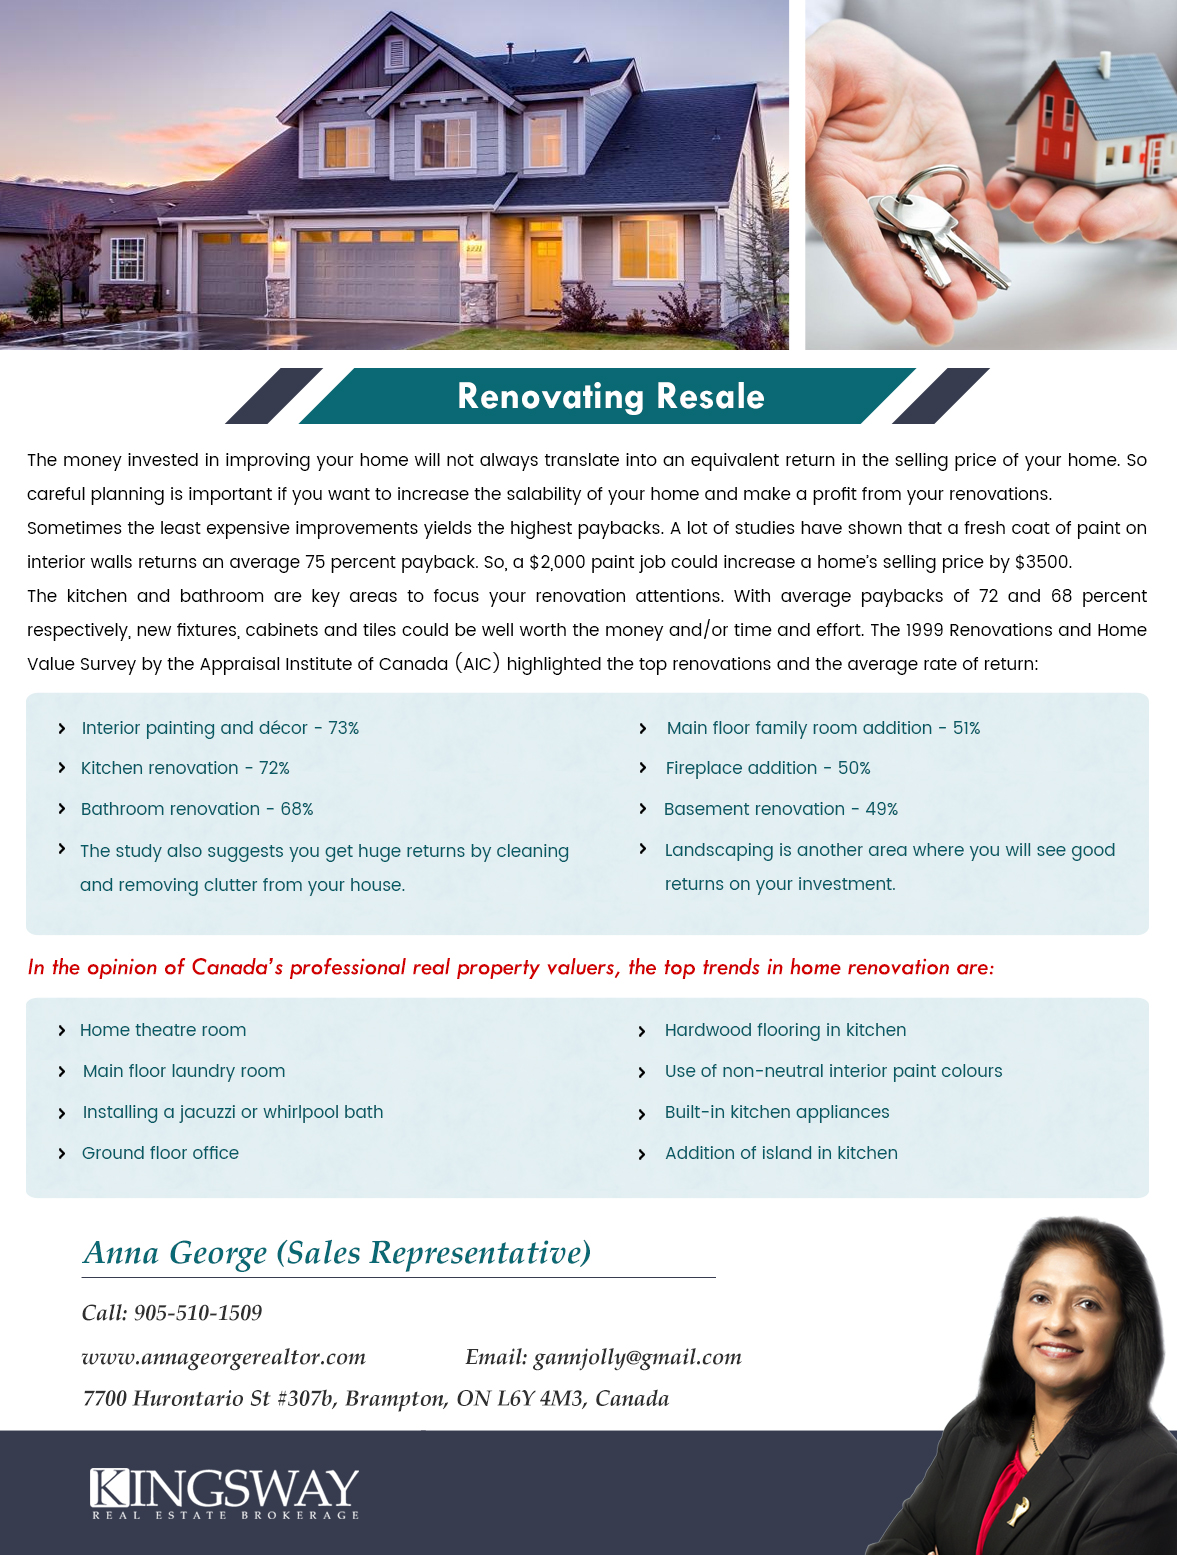 Renovating Resale
The money invested in improving your home will not always translate into an equivalent return in the selling price of your home. So
careful planning is important if you want to increase the salability of your home and make a profit from your renovations.
Sometimes the least expensive improvements yields the highest paybacks. A lot of studies have shown that a fresh coat of paint on
interior walls returns an average 75 percent payback. So, a $2,000 paint job could increase a home's selling price by $3500.
The kitchen and bathroom are key areas to focus your renovation attentions. With average paybacks of 72 and 68 percent
respectively, new fixtures, cabinets and tiles could be well worth the money and/or time and effort. The 1999 Renovations and Home
Value Survey by the Appraisal Institute of Canada (AIC) highlighted the top renovations and the average rate of return:
Interior painting and décor - 73%
Kitchen renovation - 72%
Bathroom renovation - 68%
The study also suggests you get huge returns by cleaning
and removing clutter from your house.
Main floor family room addition - 51%
Fireplace addition - 50%
Basement renovation - 49%
Landscaping is another area where you will see good
returns on your investment.
In the opinion of Canada's professional real property valuers, the top trends in home renovation are:
Home theatre room
Main floor laundry room
Installing a jacuzzi or whirlpool bath
Ground floor office
Hardwood flooring in kitchen
Use of non-neutral interior paint colours
Built-in kitchen appliances
Addition of island in kitchen
Anna George (Sales Representative)
Call: 905-510-1509
www.annageorgerealtor.com Email: gannjolly@gmail.com
7700 Hurontario St #307b, Brampton, ON L6Y 4M3, Canada
KINGSWAY
REAL ESTATE BROKERAGE